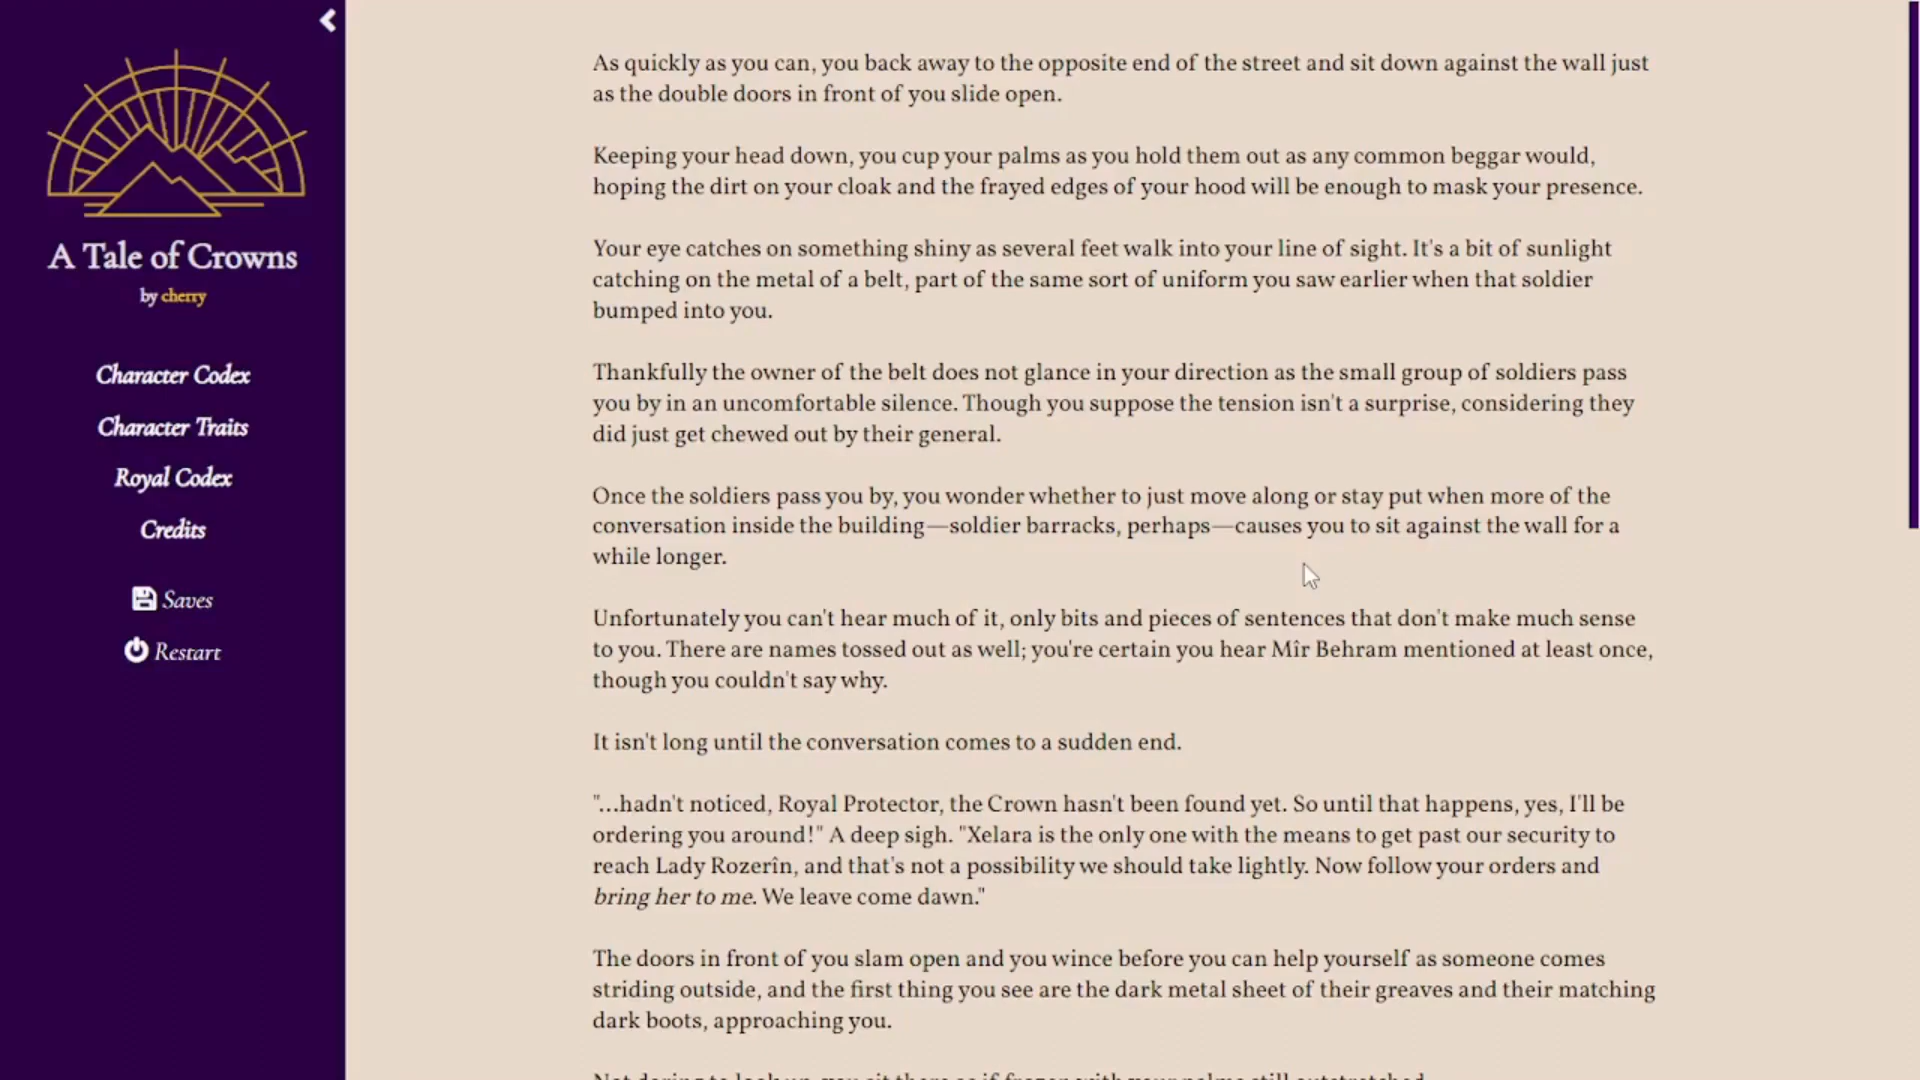 A Tale of Crowns
by cherry
Character Codex
Character Traits
Royal Codex
Credits
Saves
Restart
As quickly as you can, you back away to the opposite end of the street and sit down against the wall just
as the double doors in front of you slide open.
Keeping your head down, you cup your palms as you hold them out as any common beggar would,
hoping the dirt on your cloak and the frayed edges of your hood will be enough to mask your presence.
Your eye catches on something shiny as several feet walk into your line of sight. It's a bit of sunlight
catching on the metal of a belt, part of the same sort of uniform you saw earlier when that soldier
bumped into you.
Thankfully the owner of the belt does not glance in your direction as the small group of soldiers pass
you by in an uncomfortable silence. Though you suppose the tension isn't a surprise, considering they
did just get chewed out by their general.
Once the soldiers pass you by, you wonder whether to just move along or stay put when more of the
conversation inside the building—soldier barracks, perhaps—causes you to sit against the wall for a
while longer.
Unfortunately you can't hear much of it, only bits and pieces of sentences that don't make much sense
to you. There are names tossed out as well; you're certain you hear Mîr Behram mentioned at least once,
though you couldn't say why.
It isn't long until the conversation comes to a sudden end.
"...hadn't noticed, Royal Protector, the Crown hasn't been found yet. So until that happens, yes, I'll be
ordering you around!" A deep sigh. "Xelara is the only one with the means to get past our security to
reach Lady Rozerîn, and that's not a possibility we should take lightly. Now follow your orders and
bring her to me. We leave come dawn."
The doors in front of you slam open and you wince before you can help yourself as someone comes
striding outside, and the first thing you see are the dark metal sheet of their greaves and their matching
dark boots, approaching you.